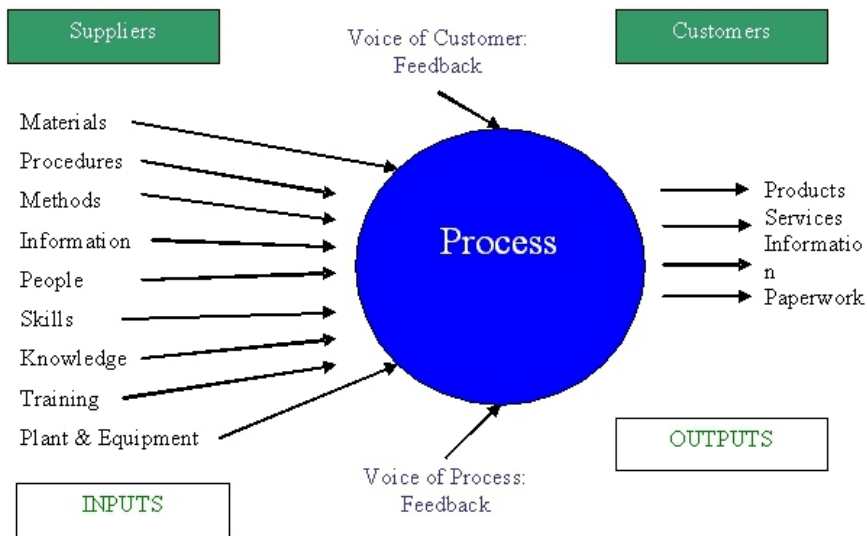 Suppliers
Voice of Customer:
Feedback
Customers
Materials
Procedures
Methods
Information
People
Skills
Knowledge
Training
Plant & Equipment
Process
Products
Services
Informatio
n
Paperwork
Voice of Process:
Feedback
INPUTS
OUTPUTS